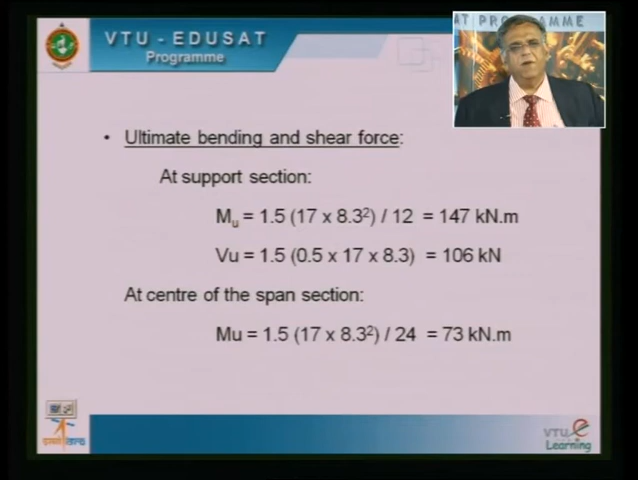 VTU - EDUSAT
Programme
AT PROGRAMME
• Ultimate bending and shear force:
At support section:
Mu = 1.5 (17 x 8.3²) / 12 = 147 kN.m
Vu = 1.5 (0.5 x 17 x 8.3) = 106 kN
At centre of the span section:
Mu = 1.5 (17 x 8.3²) / 24 = 73 kN.m
VTU e
Learning